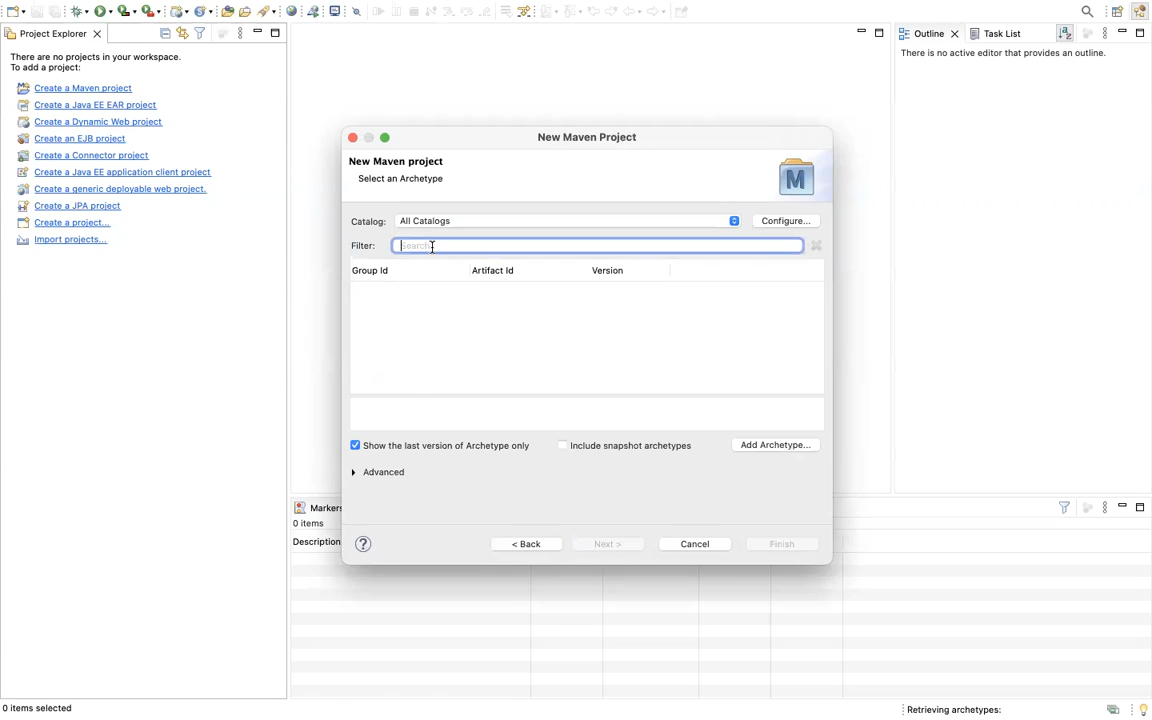 Project Explorer
Outline
Task List
There are no projects in your workspace.
To add a project:
There is no active editor that provides an outline.
Create a Maven project
Create a Java EE EAR project
Create a Dynamic Web project
Create an EJB project
Create a Connector project
Create a Java EE application client project
Create a generic deployable web project.
Create a JPA project
Create a project...
Import projects...
New Maven Project
New Maven project
Select an Archetype
M
Catalog: All Catalogs Configure...
Filter: Search
Group Id Artifact Id Version
Show the last version of Archetype only Include snapshot archetypes Add Archetype...
Advanced
? < Back Next > Cancel Finish
Markers
0 items
Description
0 items selected
Retrieving archetypes: